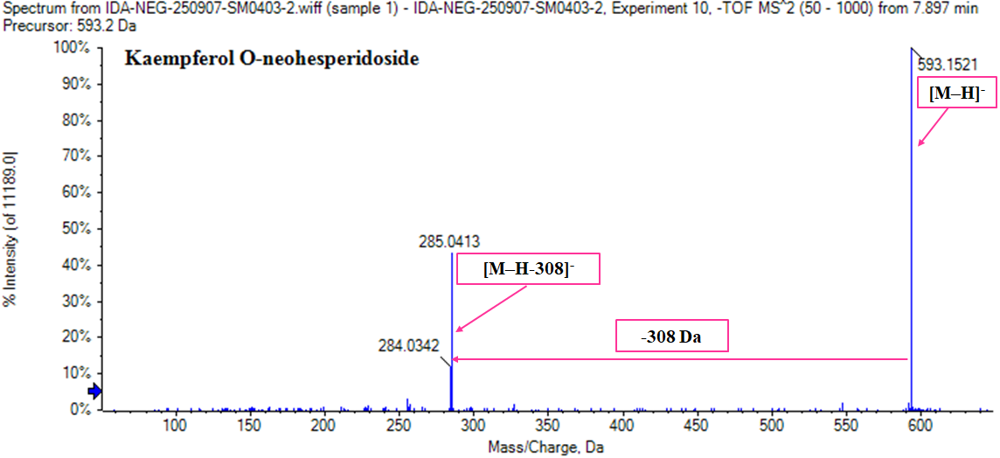 Spectrum from IDA-NEG-250907-SM0403-2.wiff (sample 1) - IDA-NEG-250907-SM0403-2, Experiment 10, -TOF MS^2 (50 - 1000) from 7.897 min
Precursor: 593.2 Da
Kaempferol O-neohesperidoside
593.1521
[M–H]-
285.0413
[M–H-308]-
-308 Da
284.0342
% Intensity (of 11189.0)
100%
90%
80%
70%
60%
50%
40%
30%
20%
10%
0%
100 150 200 250 300 350 400 450 500 550 600
Mass/Charge, Da